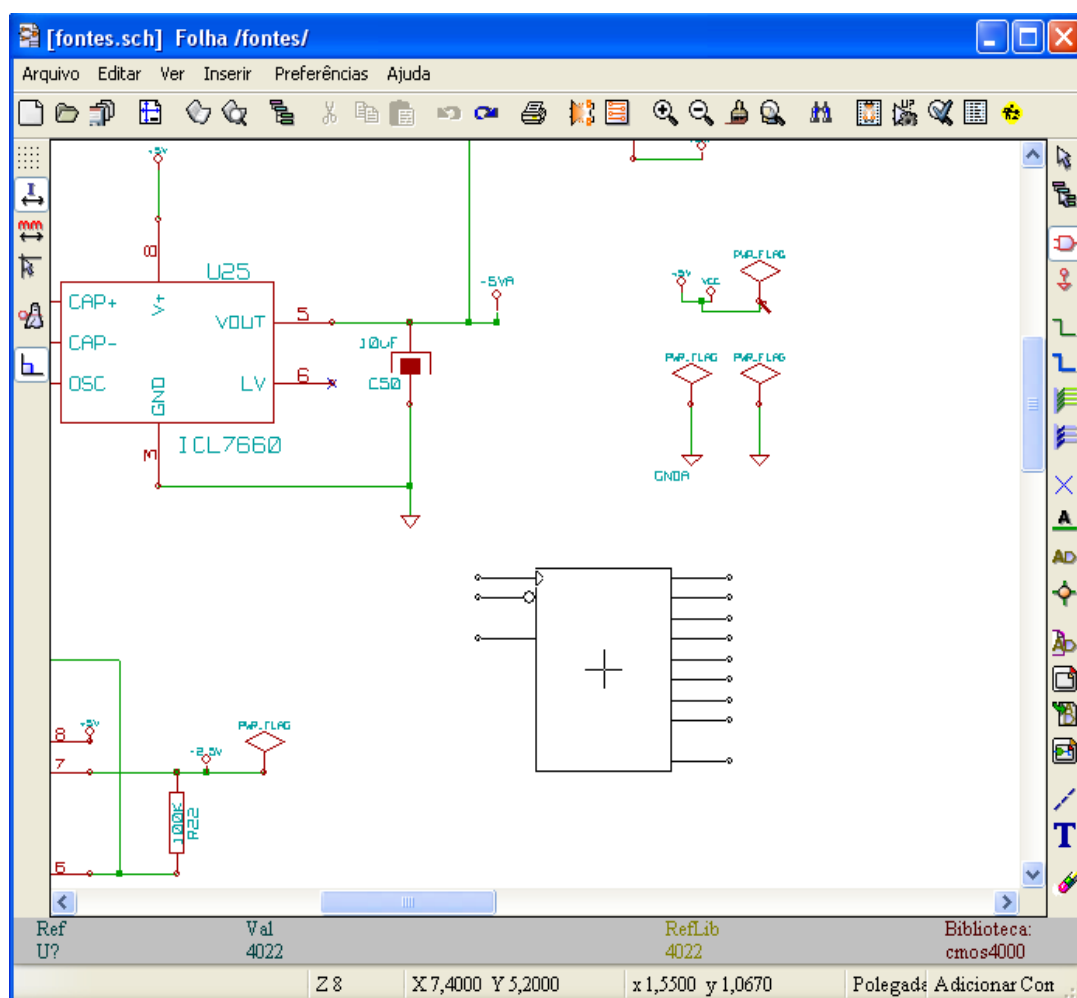 [fontes.sch] Folha /fontes/
Arquivo Editar Ver Inserir Preferências Ajuda
+5V
8
U25
CAP+
V+
VOUT
5
-5VA
CAP-
10uF
OSC
GND
LV
6
C50
3
ICL7660
PWR_FLAG
+5V
VCC
PWR_FLAG
PWR_FLAG
GNDA
8
+5V
-2.5V
PWR_FLAG
7
100K
R22
6
mm
A
T
Ref
Val
RefLib
Biblioteca:
U?
4022
4022
cmos4000
Z 8
X 7,4000 Y 5,2000
x 1,5500 y 1,0670
Polegada
Adicionar Com